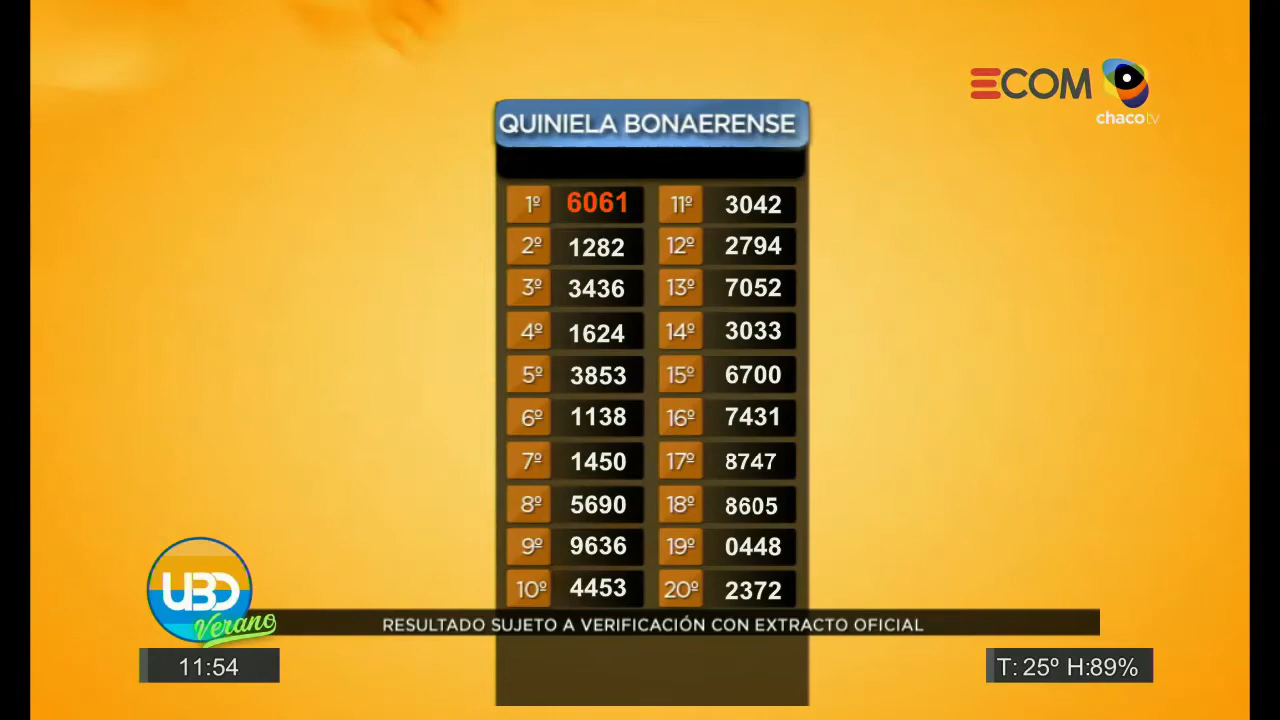 ECOM
chacotv
QUINIELA BONAERENSE
1º 6061 11º 3042
2º 1282 12º 2794
3º 3436 13º 7052
4º 1624 14º 3033
5º 3853 15º 6700
6º 1138 16º 7431
7º 1450 17º 8747
8º 5690 18º 8605
9º 9636 19º 0448
10º 4453 20º 2372
UBD
Verano
RESULTADO SUJETO A VERIFICACIÓN CON EXTRACTO OFICIAL
11:54
T: 25º H:89%